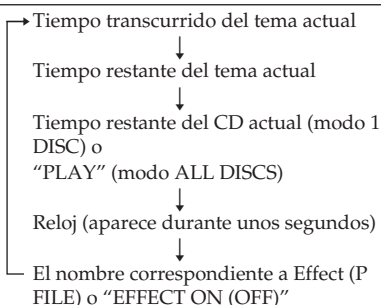 Tiempo transcurrido del tema actual
Tiempo restante del tema actual
Tiempo restante del CD actual (modo 1
DISC) o
“PLAY” (modo ALL DISCS)
Reloj (aparece durante unos segundos)
El nombre correspondiente a Effect (P
FILE) o “EFFECT ON (OFF)”